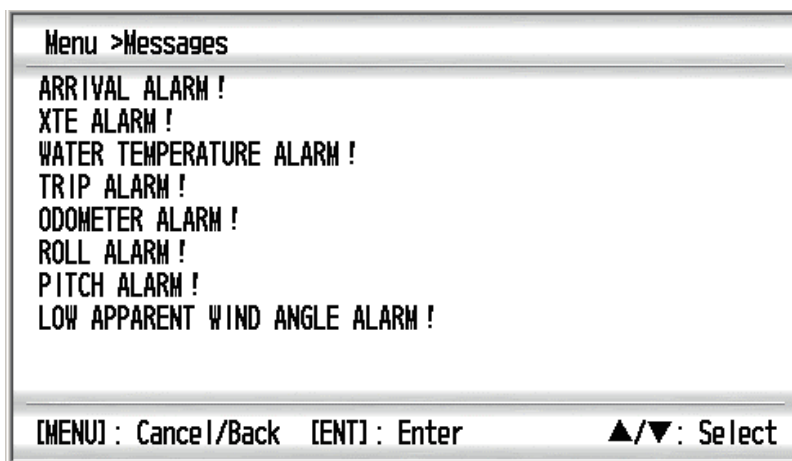 Menu >Messages
ARRIVAL ALARM !
XTE ALARM !
WATER TEMPERATURE ALARM !
TRIP ALARM !
ODOMETER ALARM !
ROLL ALARM !
PITCH ALARM !
LOW APPARENT WIND ANGLE ALARM !
[MENU] : Cancel/Back [ENT] : Enter ▲/▼: Select